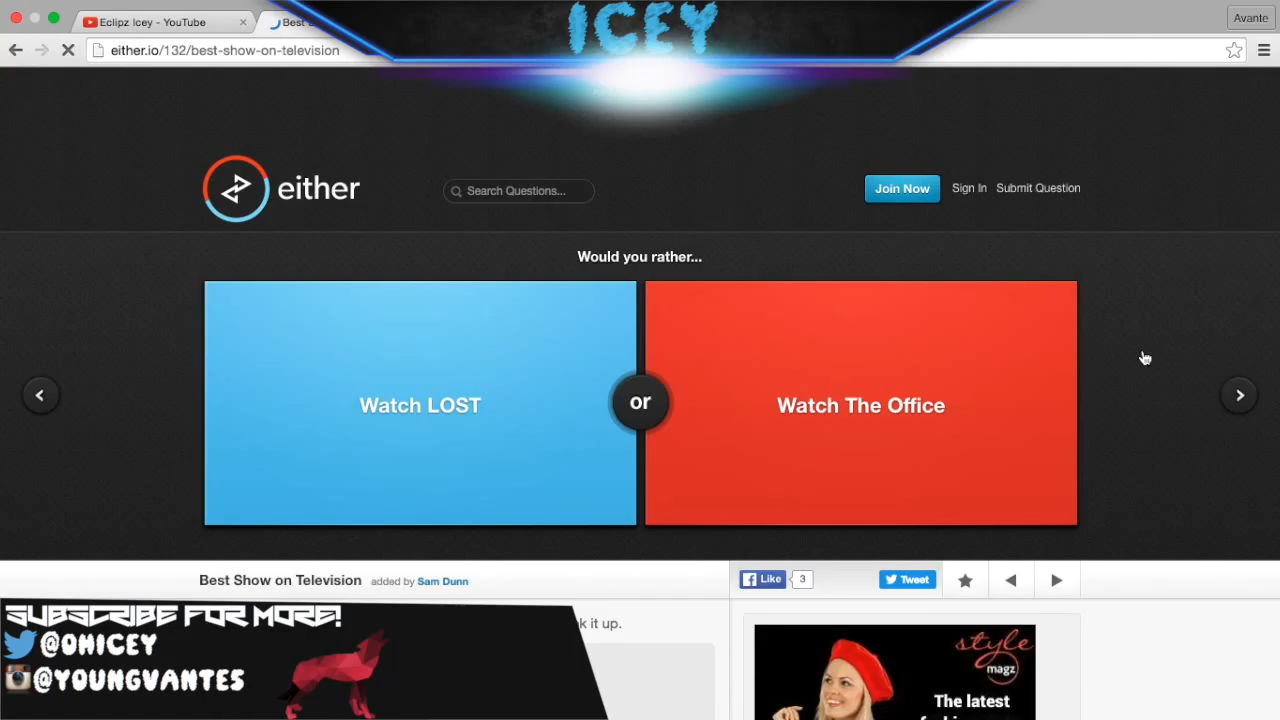 Eclipz Icey - YouTube
Best
ICEY
Avante
either.io/132/best-show-on-television
either
Search Questions...
Join Now
Sign In
Submit Question
Would you rather...
Watch LOST
or
Watch The Office
Best Show on Television
added by Sam Dunn
Like
3
Tweet
SUBSCRIBE FOR MORE!
it up.
@OHICEY
@YOUNGVANTES
style
magz
The latest